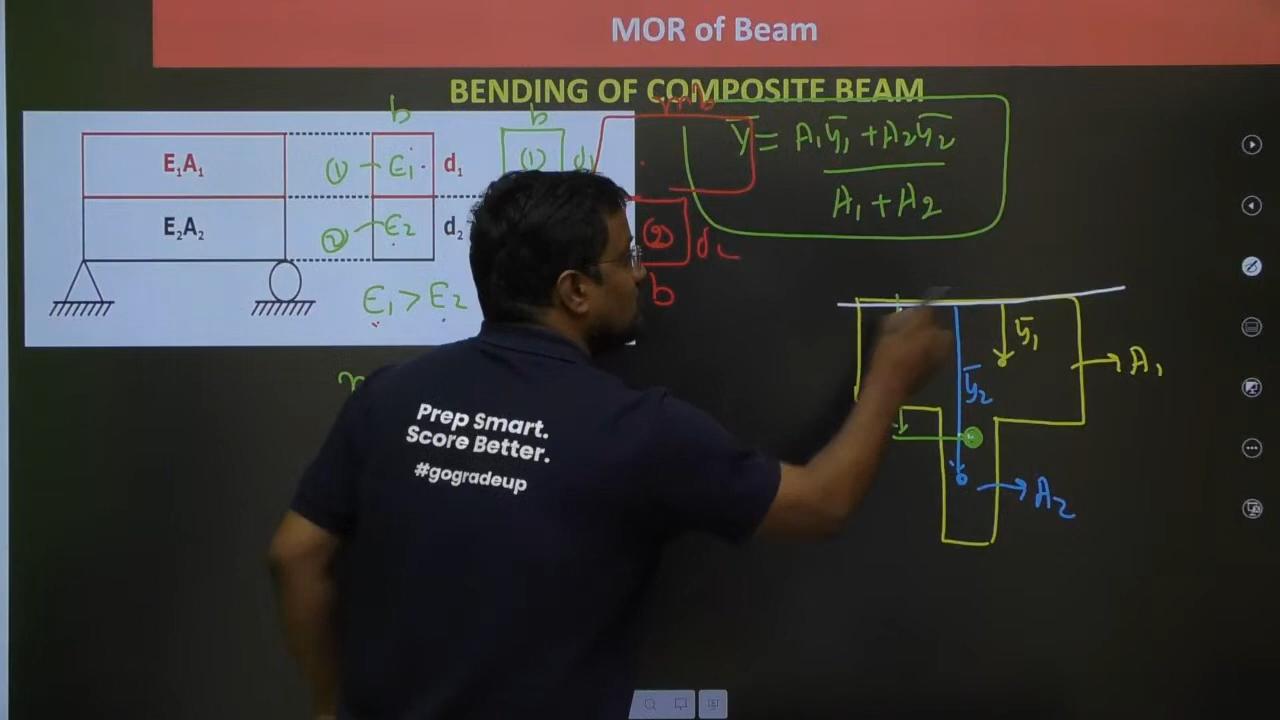 MOR of Beam
BENDING OF COMPOSITE BEAM
b
E₁A₁
① E₁
d₁
E₂A₂
② E₂
d₂
E₁ > E₂
b
(1)
d₁
(2)
b
ȳ = A₁ȳ₁ + A₂ȳ₂
A₁ + A₂
ȳ₁
A₁
ȳ₂
A₂
Prep Smart.
Score Better.
#gogradeup